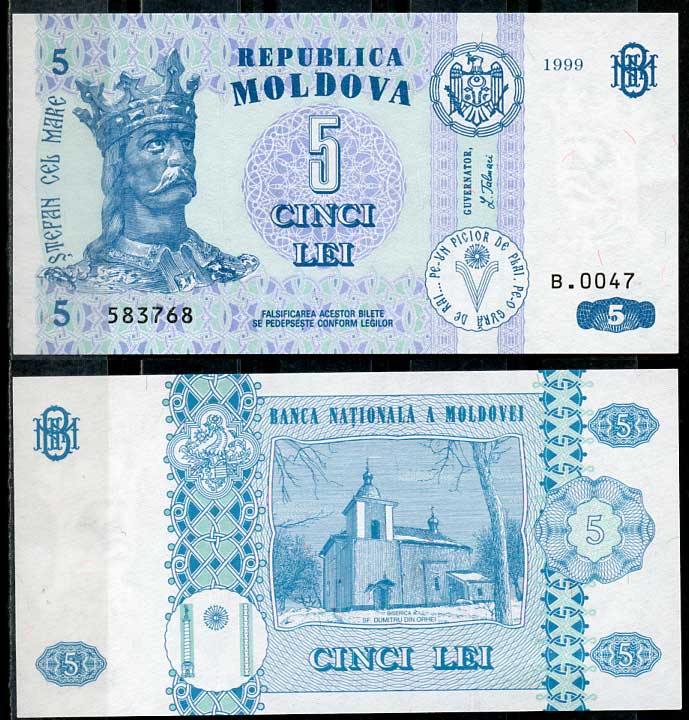 5
REPUBLICA
MOLDOVA
1999
BNM
ȘTEFAN CEL MARE
5
CINCI
LEI
GUVERNATOR,
PE-UN PICIOR DE PLAI, PE-O GURĂ DE RAI...
B.0047
5
583768
FALSIFICAREA ACESTOR BILETE
SE PEDEPSEȘTE CONFORM LEGILOR
5
BNM
BANCA NAȚIONALĂ A MOLDOVEI
5
5
BISERICA
SF. DUMITRU DIN ORHEI
5
CINCI LEI
5